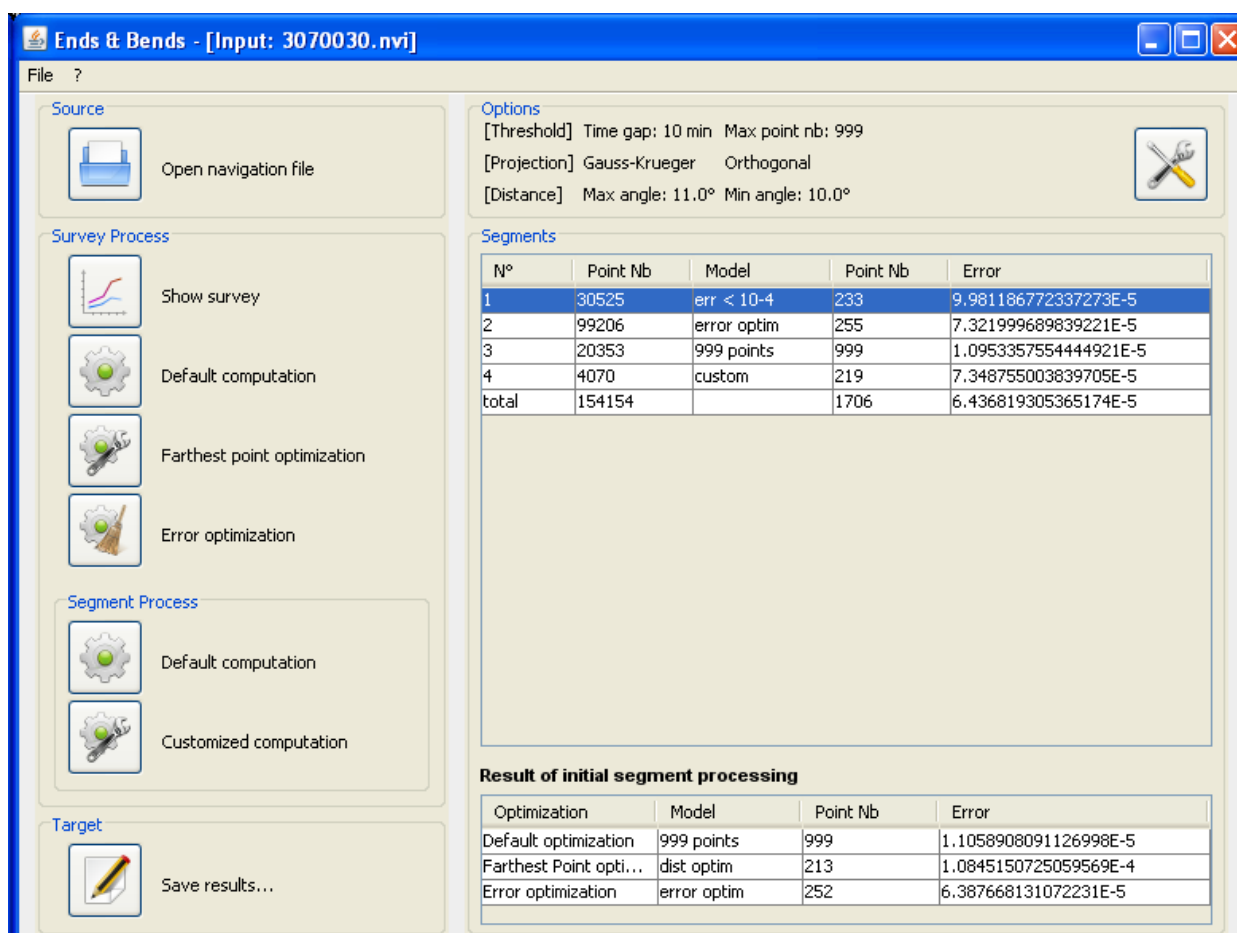 Ends & Bends - [Input: 3070030.nvi]
File ?
Source
Open navigation file
Survey Process
Show survey
Default computation
Farthest point optimization
Error optimization
Segment Process
Default computation
Customized computation
Target
Save results...
Options
[Threshold] Time gap: 10 min Max point nb: 999
[Projection] Gauss-Krueger Orthogonal
[Distance] Max angle: 11.0° Min angle: 10.0°
Segments
N° Point Nb Model Point Nb Error
1 30525 err < 10-4 233 9.981186772337273E-5
2 99206 error optim 255 7.321999689839221E-5
3 20353 999 points 999 1.0953357554444921E-5
4 4070 custom 219 7.348755003839705E-5
total 154154 1706 6.436819305365174E-5
Result of initial segment processing
Optimization Model Point Nb Error
Default optimization 999 points 999 1.1058908091126998E-5
Farthest Point opti... dist optim 213 1.0845150725059569E-4
Error optimization error optim 252 6.387668131072231E-5